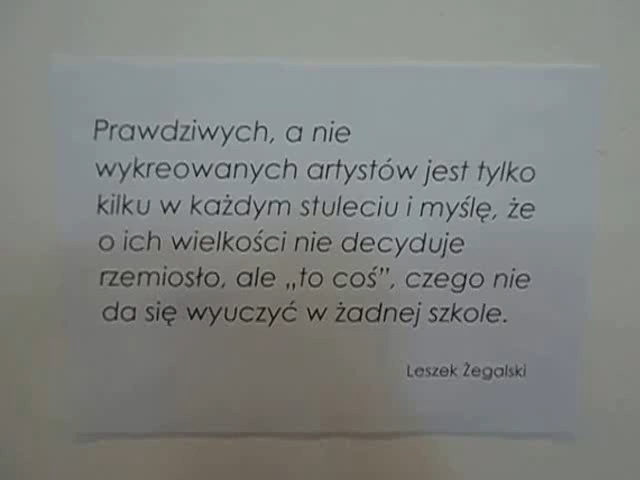 Prawdziwych, a nie
wykreowanych artystów jest tylko
kilku w każdym stuleciu i myślę, że
o ich wielkości nie decyduje
rzemiosło, ale „to coś”, czego nie
da się wyuczyć w żadnej szkole.
Leszek Żegalski